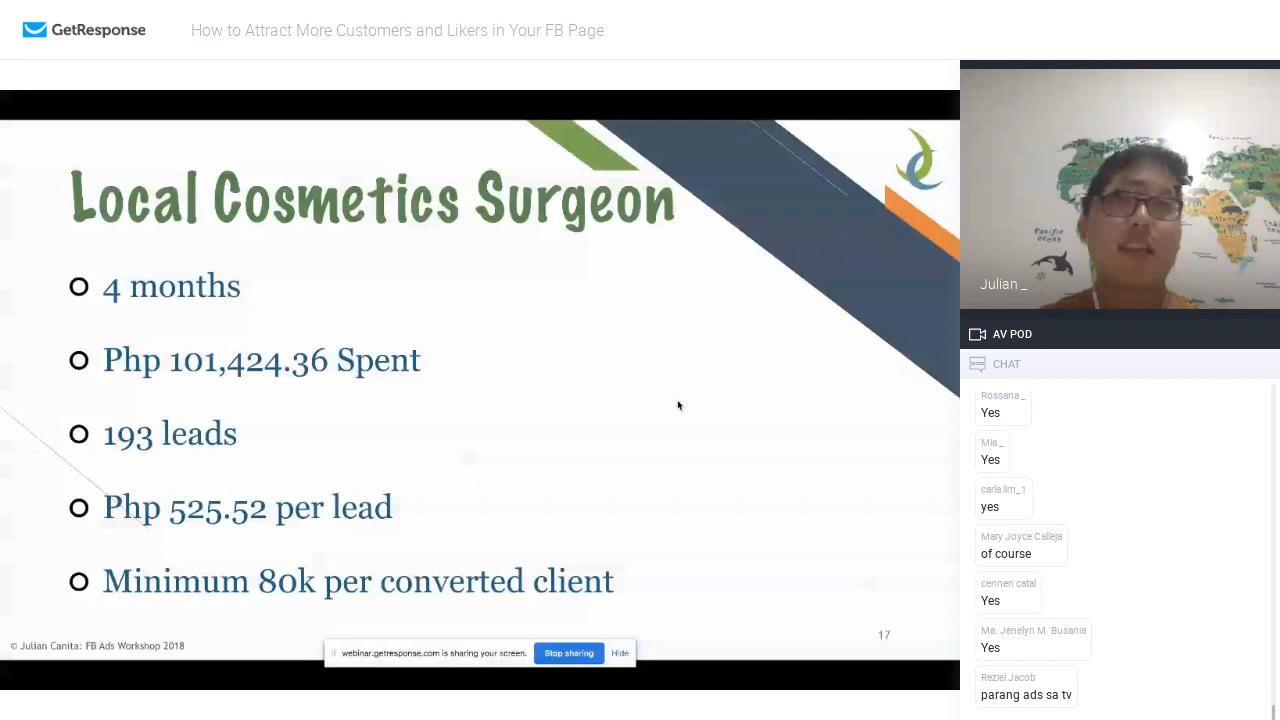 GetResponse
How to Attract More Customers and Likers in Your FB Page
Local Cosmetics Surgeon
4 months
Php 101,424.36 Spent
193 leads
Php 525.52 per lead
Minimum 80k per converted client
© Julian Canita: FB Ads Workshop 2018
17
webinar.getresponse.com is sharing your screen.
Stop sharing
Hide
Pacific
Ocean
Julian _
AV POD
CHAT
Rossana _
Yes
Mia _
Yes
carla lim_1
yes
Mary Joyce Calleja
of course
cennen catal
Yes
Ma. Jenelyn M. Busania
Yes
Reziel Jacob
parang ads sa tv